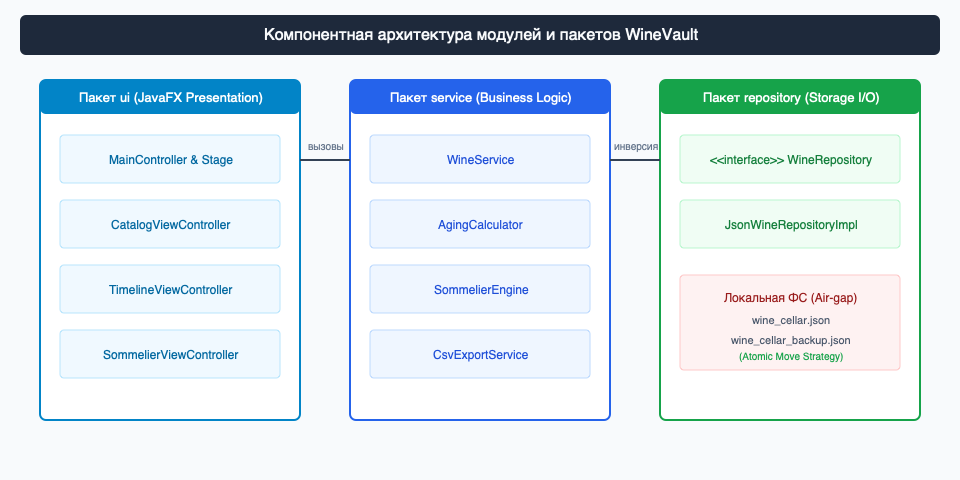 Компонентная архитектура модулей и пакетов WineVault
Пакет ui (JavaFX Presentation)
MainController & Stage
CatalogViewController
TimelineViewController
SommelierViewController
вызовы
Пакет service (Business Logic)
WineService
AgingCalculator
SommelierEngine
CsvExportService
инверсия
Пакет repository (Storage I/O)
<<interface>> WineRepository
JsonWineRepositoryImpl
Локальная ФС (Air-gap)
wine_cellar.json
wine_cellar_backup.json
(Atomic Move Strategy)